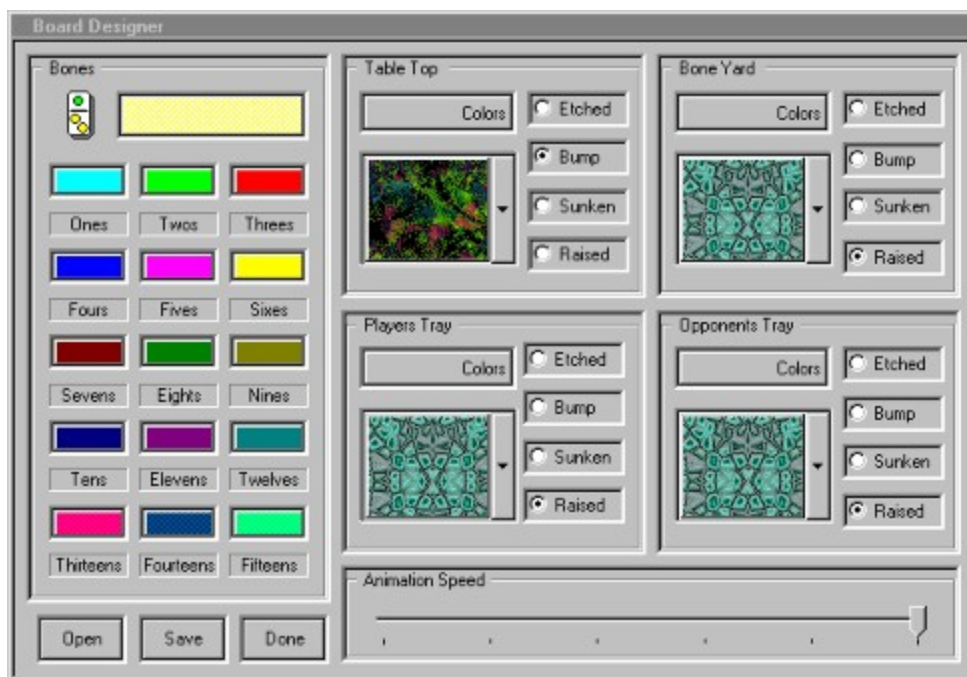 Board Designer
Bones
Ones Twos Threes
Fours Fives Sixes
Sevens Eights Nines
Tens Elevens Twelves
Thirteens Fourteens Fifteens
Open Save Done
Table Top
Colors
Etched
Bump
Sunken
Raised
Bone Yard
Colors
Etched
Bump
Sunken
Raised
Players Tray
Colors
Etched
Bump
Sunken
Raised
Opponents Tray
Colors
Etched
Bump
Sunken
Raised
Animation Speed